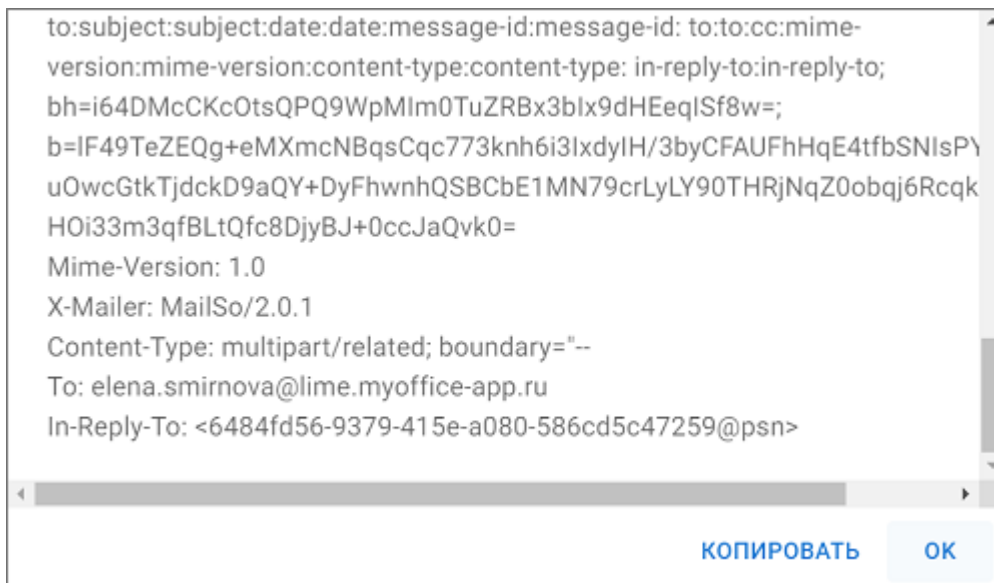 to:subject:subject:date:date:message-id:message-id: to:to:cc:mime-
version:mime-version:content-type:content-type: in-reply-to:in-reply-to;
bh=i64DMcCKcOtsQPQ9WpMIm0TuZRBx3bIx9dHEeqISf8w=;
b=lF49TeZEQg+eMXmcNBqsCqc773knh6i3IxdyIH/3byCFAUFhHqE4tfbSNIsPY
uOwcGtkTjdckD9aQY+DyFhwnhQSBCbE1MN79crLyLY90THRjNqZ0obqj6Rcqk
HOi33m3qfBLtQfc8DjyBJ+0ccJaQvk0=
Mime-Version: 1.0
X-Mailer: MailSo/2.0.1
Content-Type: multipart/related; boundary="--
To: elena.smirnova@lime.myoffice-app.ru
In-Reply-To: <6484fd56-9379-415e-a080-586cd5c47259@psn>
КОПИРОВАТЬ OK